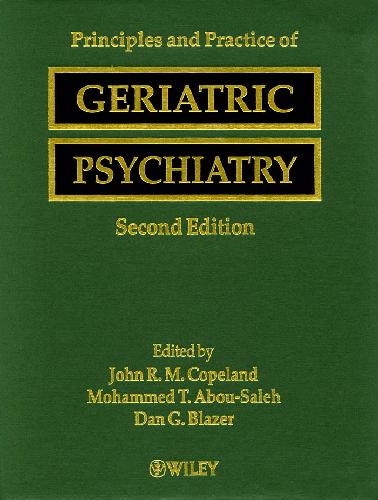 Principles and Practice of
GERIATRIC
PSYCHIATRY
Second Edition
Edited by
John R. M. Copeland
Mohammed T. Abou-Saleh
Dan G. Blazer
WILEY